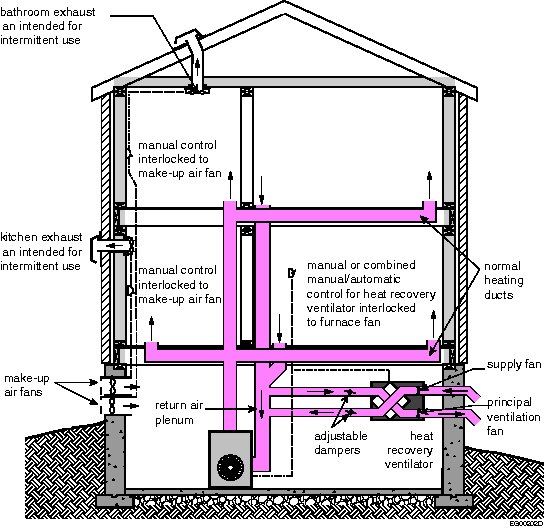 bathroom exhaust
an intended for
intermittent use
manual control
interlocked to
make-up air fan
kitchen exhaust
an intended for
intermittent use
manual control
interlocked to
make-up air fan
manual or combined
manual/automatic
control for heat recovery
ventilator interlocked
to furnace fan
normal
heating
ducts
make-up
air fans
return air
plenum
adjustable
dampers
heat
recovery
ventilator
supply fan
principal
ventilation
fan
EG00202D